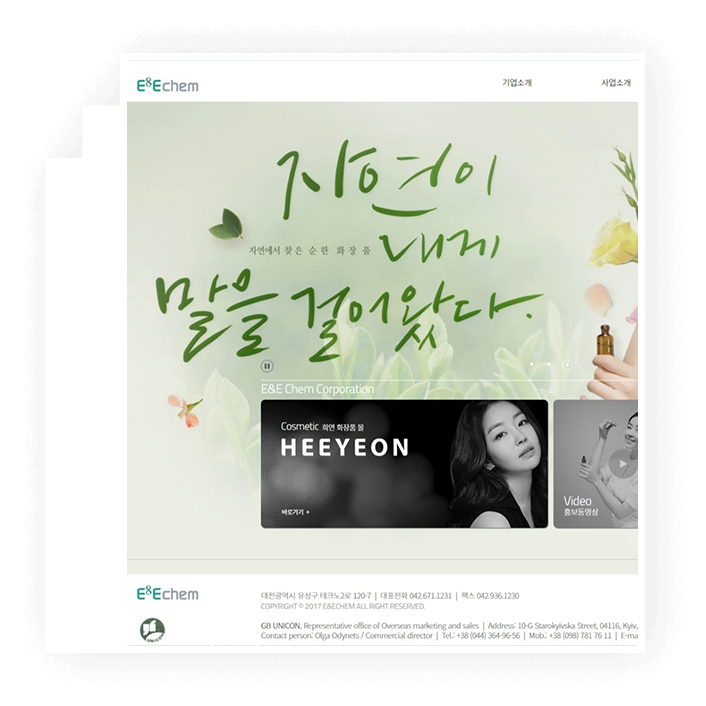 E&Echem
기업소개 사업소개
자연이
자연에서 찾은 순한 화장품
내게
말을 걸어왔다.
E&E Chem Corporation
Cosmetic 희연 화장품 몰
HEEYEON
바로가기 +
Video
홍보동영상
E&Echem
대전광역시 유성구 테크노2로 120-7 | 대표전화 042.671.1231 | 팩스 042.936.1230
COPYRIGHT © 2017 E&ECHEM ALL RIGHT RESERVED.
GB UNICON, Representative office of Overseas marketing and sales | Address: 10-G Starokyivska Street, 04116, Kyiv,
Contact person: Olga Odynets / Commercial director | Tel.: +38 (044) 364-96-56 | Mob.: +38 (098) 781 76 11 | E-ma